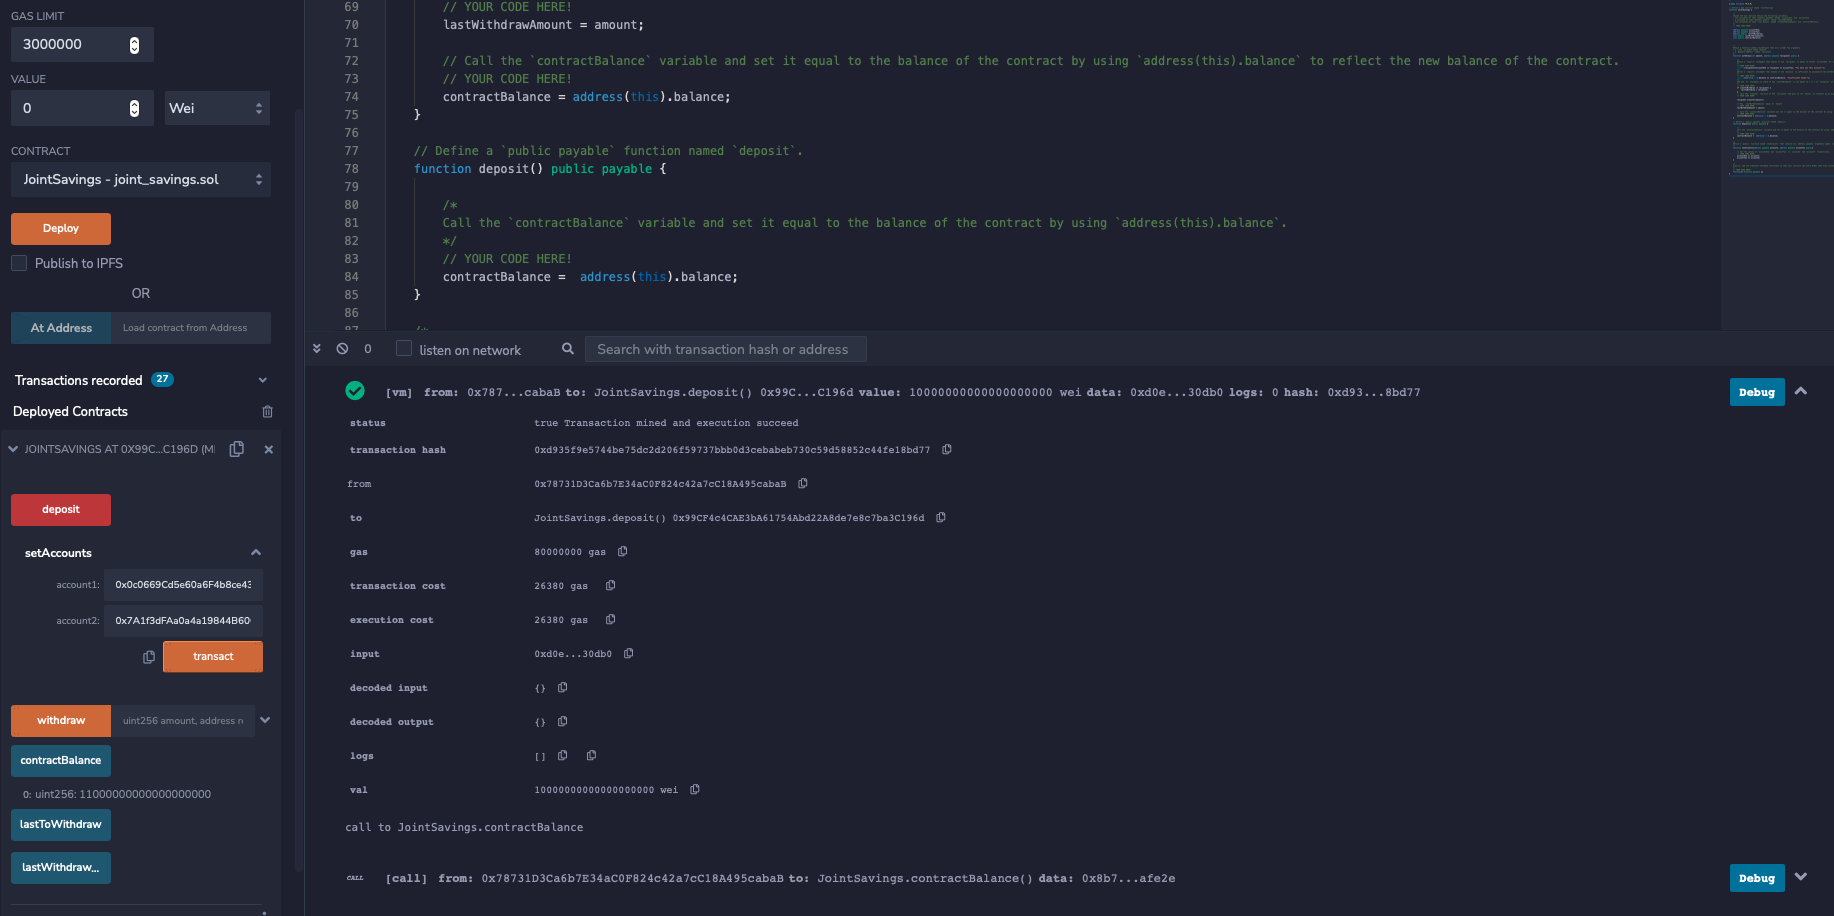 GAS LIMIT
3000000
VALUE
0
Wei
CONTRACT
JointSavings - joint_savings.sol
Deploy
Publish to IPFS
OR
At Address
Load contract from Address
Transactions recorded 27
Deployed Contracts
JOINTSAVINGS AT 0X99C...C196D (M
deposit
setAccounts
account1: 0x0c0669Cd5e60a6F4b8ce43
account2: 0x7A1f3dFAa0a4a19844B60
transact
withdraw
uint256 amount, address r
contractBalance
0: uint256: 11000000000000000000
lastToWithdraw
lastWithdraw...
69 // YOUR CODE HERE!
70 lastWithdrawAmount = amount;
71
72 // Call the `contractBalance` variable and set it equal to the balance of the contract by using `address(this).balance` to reflect the new balance of the contract.
73 // YOUR CODE HERE!
74 contractBalance = address(this).balance;
75 }
76
77 // Define a `public payable` function named `deposit`.
78 function deposit() public payable {
79
80 /*
81 Call the `contractBalance` variable and set it equal to the balance of the contract by using `address(this).balance`.
82 */
83 // YOUR CODE HERE!
84 contractBalance =  address(this).balance;
85 }
86
87 /*
0
listen on network
Search with transaction hash or address
[vm] from: 0x787...cabaB to: JointSavings.deposit() 0x99C...C196d value: 10000000000000000000 wei data: 0xd0e...30db0 logs: 0 hash: 0xd93...8bd77
Debug
status true Transaction mined and execution succeed
transaction hash 0xd935f9e5744be75dc2d206f59737bbb0d3cebabeb730c59d58852c44fe18bd77
from 0x78731D3Ca6b7E34aC0F824c42a7cC18A495cabaB
to JointSavings.deposit() 0x99CF4c4CAE3bA61754Abd22A8de7e8c7ba3C196d
gas 80000000 gas
transaction cost 26380 gas
execution cost 26380 gas
input 0xd0e...30db0
decoded input {}
decoded output {}
logs []
val 10000000000000000000 wei
call to JointSavings.contractBalance
CALL [call] from: 0x78731D3Ca6b7E34aC0F824c42a7cC18A495cabaB to: JointSavings.contractBalance() data: 0x8b7...afe2e
Debug